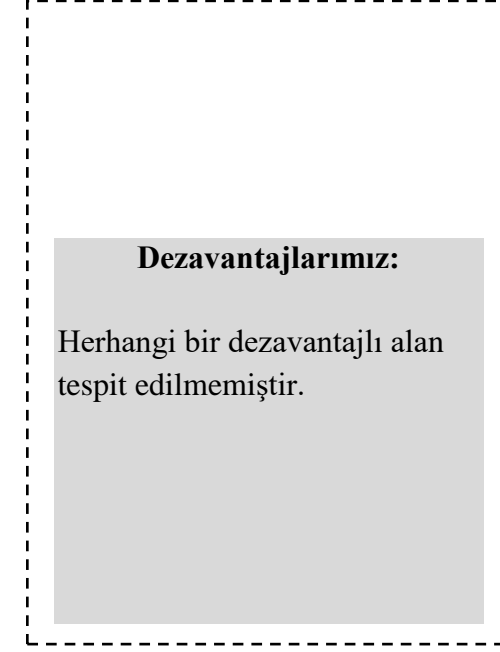 Dezavantajlarımız:
Herhangi bir dezavantajlı alan
tespit edilmemiştir.